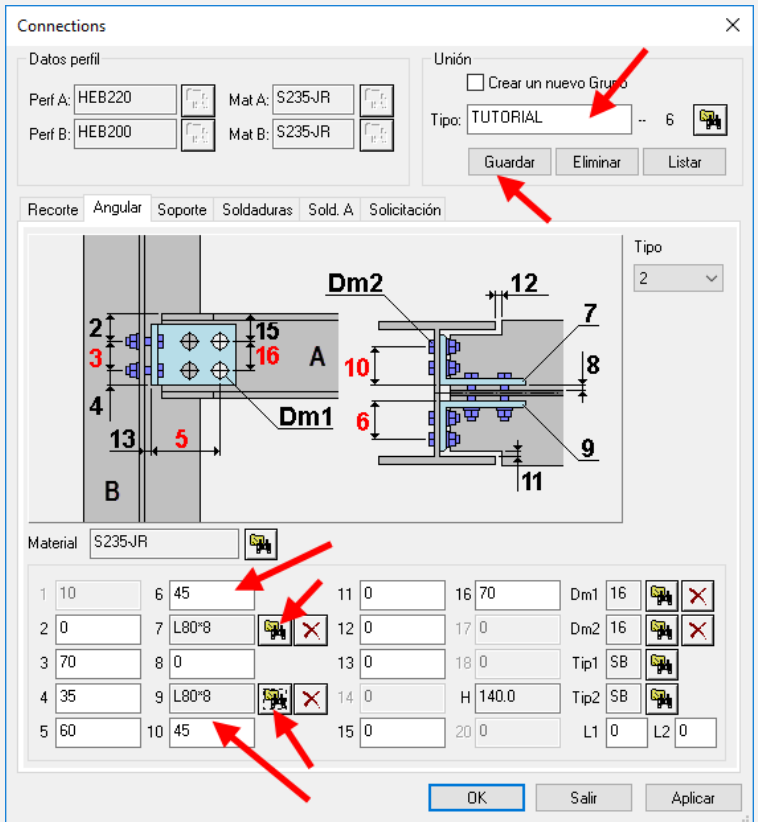 Connections
Datos perfil
Perf A: HEB220 Mat A: S235-JR
Perf B: HEB200 Mat B: S235-JR
Unión
Crear un nuevo Grupo
Tipo: TUTORIAL -- 6
Guardar Eliminar Listar
Recorte Angular Soporte Soldaduras Sold. A Solicitación
Tipo
2
2
3
4
13
5
15
16
A
B
Dm1
Dm2
12
7
10
8
6
9
11
Material S235-JR
1 10 6 45 11 0 16 70 Dm1 16
2 0 7 L80*8 12 0 17 0 Dm2 16
3 70 8 0 13 0 18 0 Tip1 SB
4 35 9 L80*8 14 0 H 140.0 Tip2 SB
5 60 10 45 15 0 20 0 L1 0 L2 0
OK Salir Aplicar